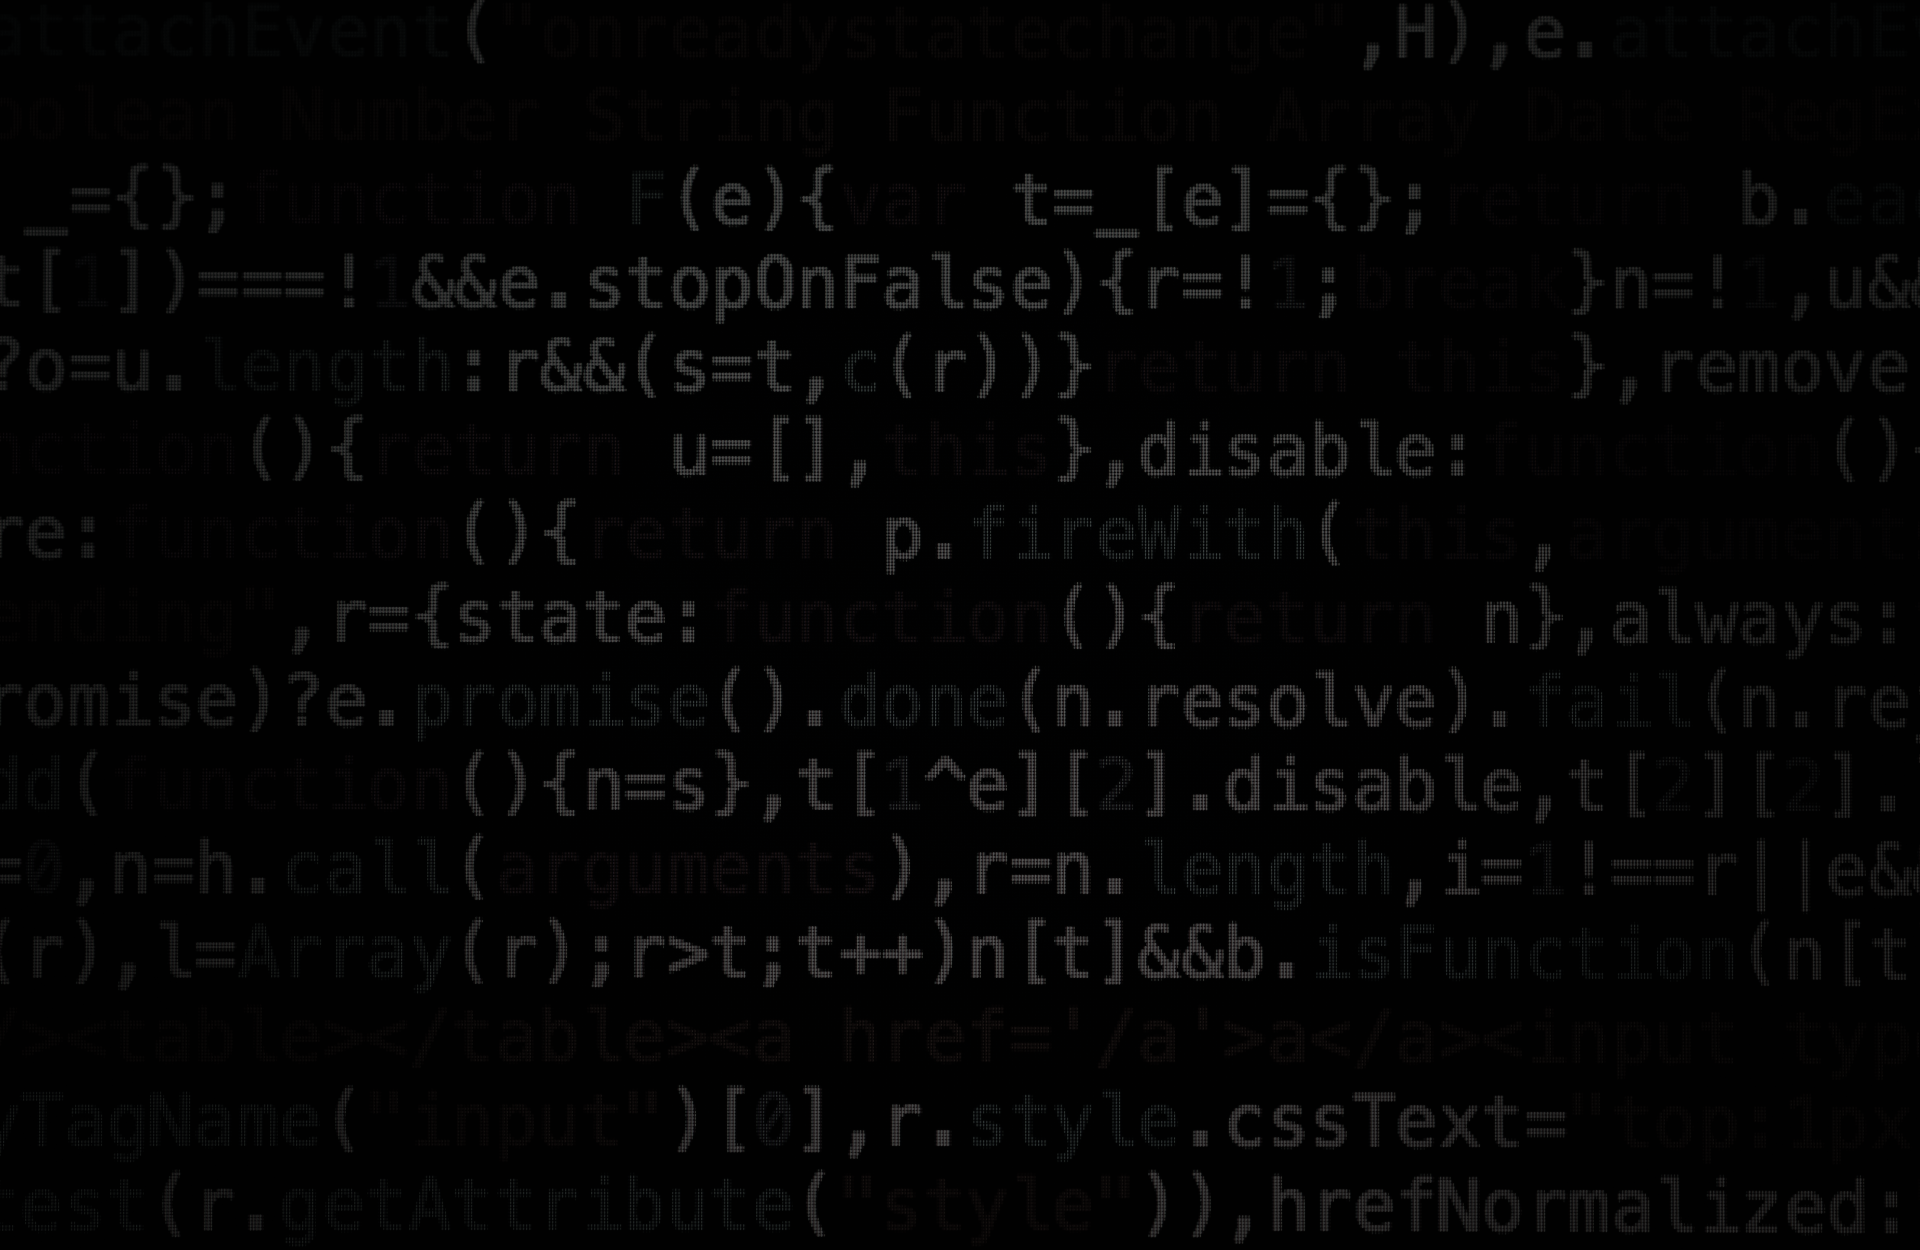 attachEvent("onreadystatechange",H),e.attachE
oolean Number String Function Array Date RegE
_={};function F(e){var t=_[e]={};return b.ea
t[1])===!1&&e.stopOnFalse){r=!1;break}n=!1,u&&
?o=u.length:r&&(s=t,c(r))}return this},remove
nction(){return u=[],this},disable:function()
re:function(){return p.fireWith(this,argument
ending",r={state:function(){return n},always:
romise)?e.promise().done(n.resolve).fail(n.re
dd(function(){n=s},t[1^e][2].disable,t[2][2].
=0,n=h.call(arguments),r=n.length,i=1!==r||e&&
(r),l=Array(r);r>t;t++)n[t]&&b.isFunction(n[t
/><table></table><a href='/a'>a</a><input typ
yTagName("input")[0],r.style.cssText="top:1px
test(r.getAttribute("style")),hrefNormalized: